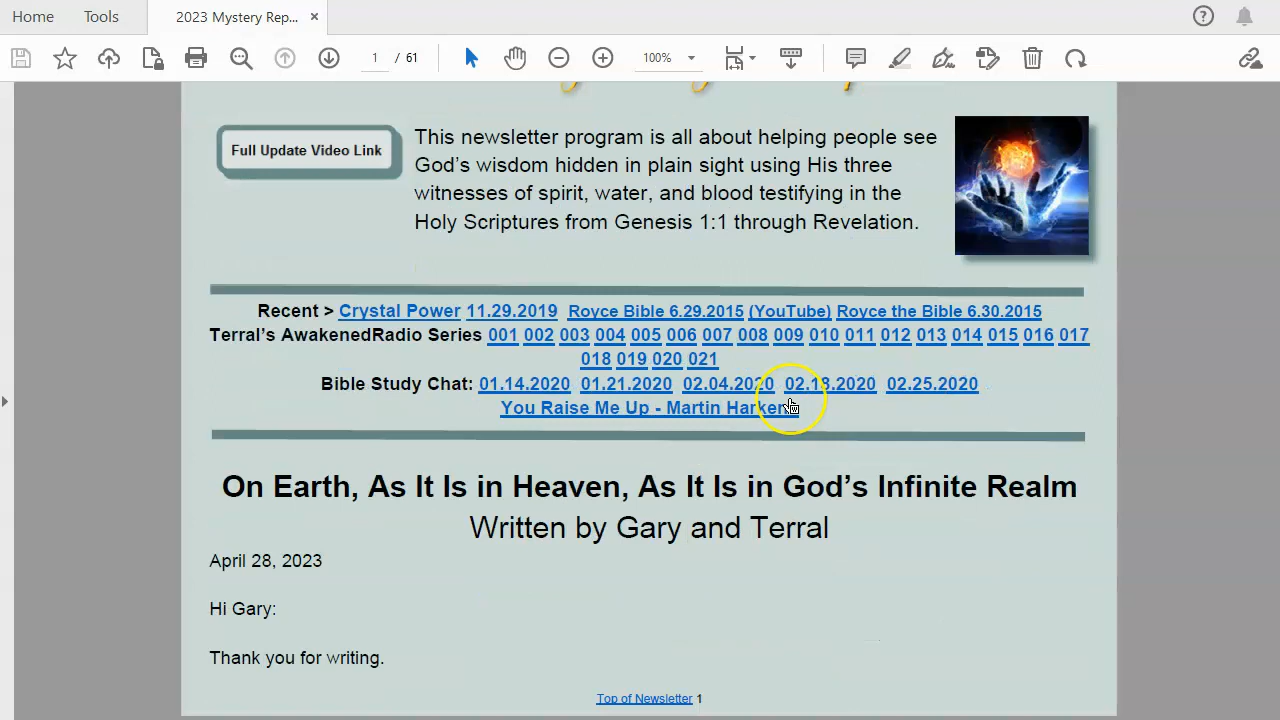 Home Tools 2023 Mystery Rep... ×
1 / 61 100%
Full Update Video Link
This newsletter program is all about helping people see
God's wisdom hidden in plain sight using His three
witnesses of spirit, water, and blood testifying in the
Holy Scriptures from Genesis 1:1 through Revelation.
Recent > Crystal Power 11.29.2019 Royce Bible 6.29.2015 (YouTube) Royce the Bible 6.30.2015
Terral's AwakenedRadio Series 001 002 003 004 005 006 007 008 009 010 011 012 013 014 015 016 017
018 019 020 021
Bible Study Chat: 01.14.2020 01.21.2020 02.04.2020 02.18.2020 02.25.2020
You Raise Me Up - Martin
On Earth, As It Is in Heaven, As It Is in God's Infinite Realm
Written by Gary and Terral
April 28, 2023
Hi Gary:
Thank you for writing.
Top of Newsletter 1